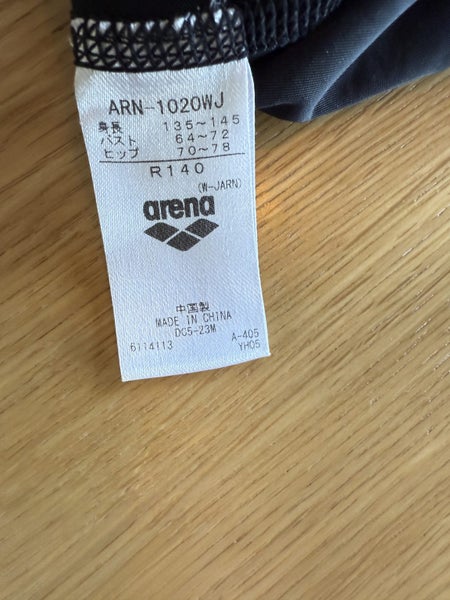 ARN-1020WJ
身長 135~145
バスト 64~72
ヒップ 70~78
R140
(W-JARN)
arena
中国製
MADE IN CHINA
DC5-23M
6114113 A-405
YH05